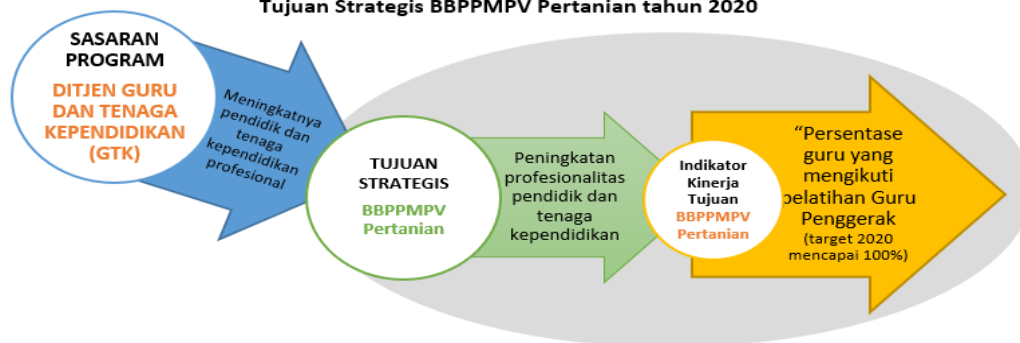 Tujuan Strategis BBPPMPV Pertanian tahun 2020
SASARAN
PROGRAM
DITJEN GURU
DAN TENAGA
KEPENDIDIKAN
(GTK)
Meningkatnya
pendidik dan
tenaga
kependidikan
profesional
TUJUAN
STRATEGIS
BBPPMPV
Pertanian
Peningkatan
profesionalitas
pendidik dan
tenaga
kependidikan
Indikator
Kinerja
Tujuan
BBPPMPV
Pertanian
“Persentase
guru yang
mengikuti
pelatihan Guru
Penggerak
(target 2020
mencapai 100%)